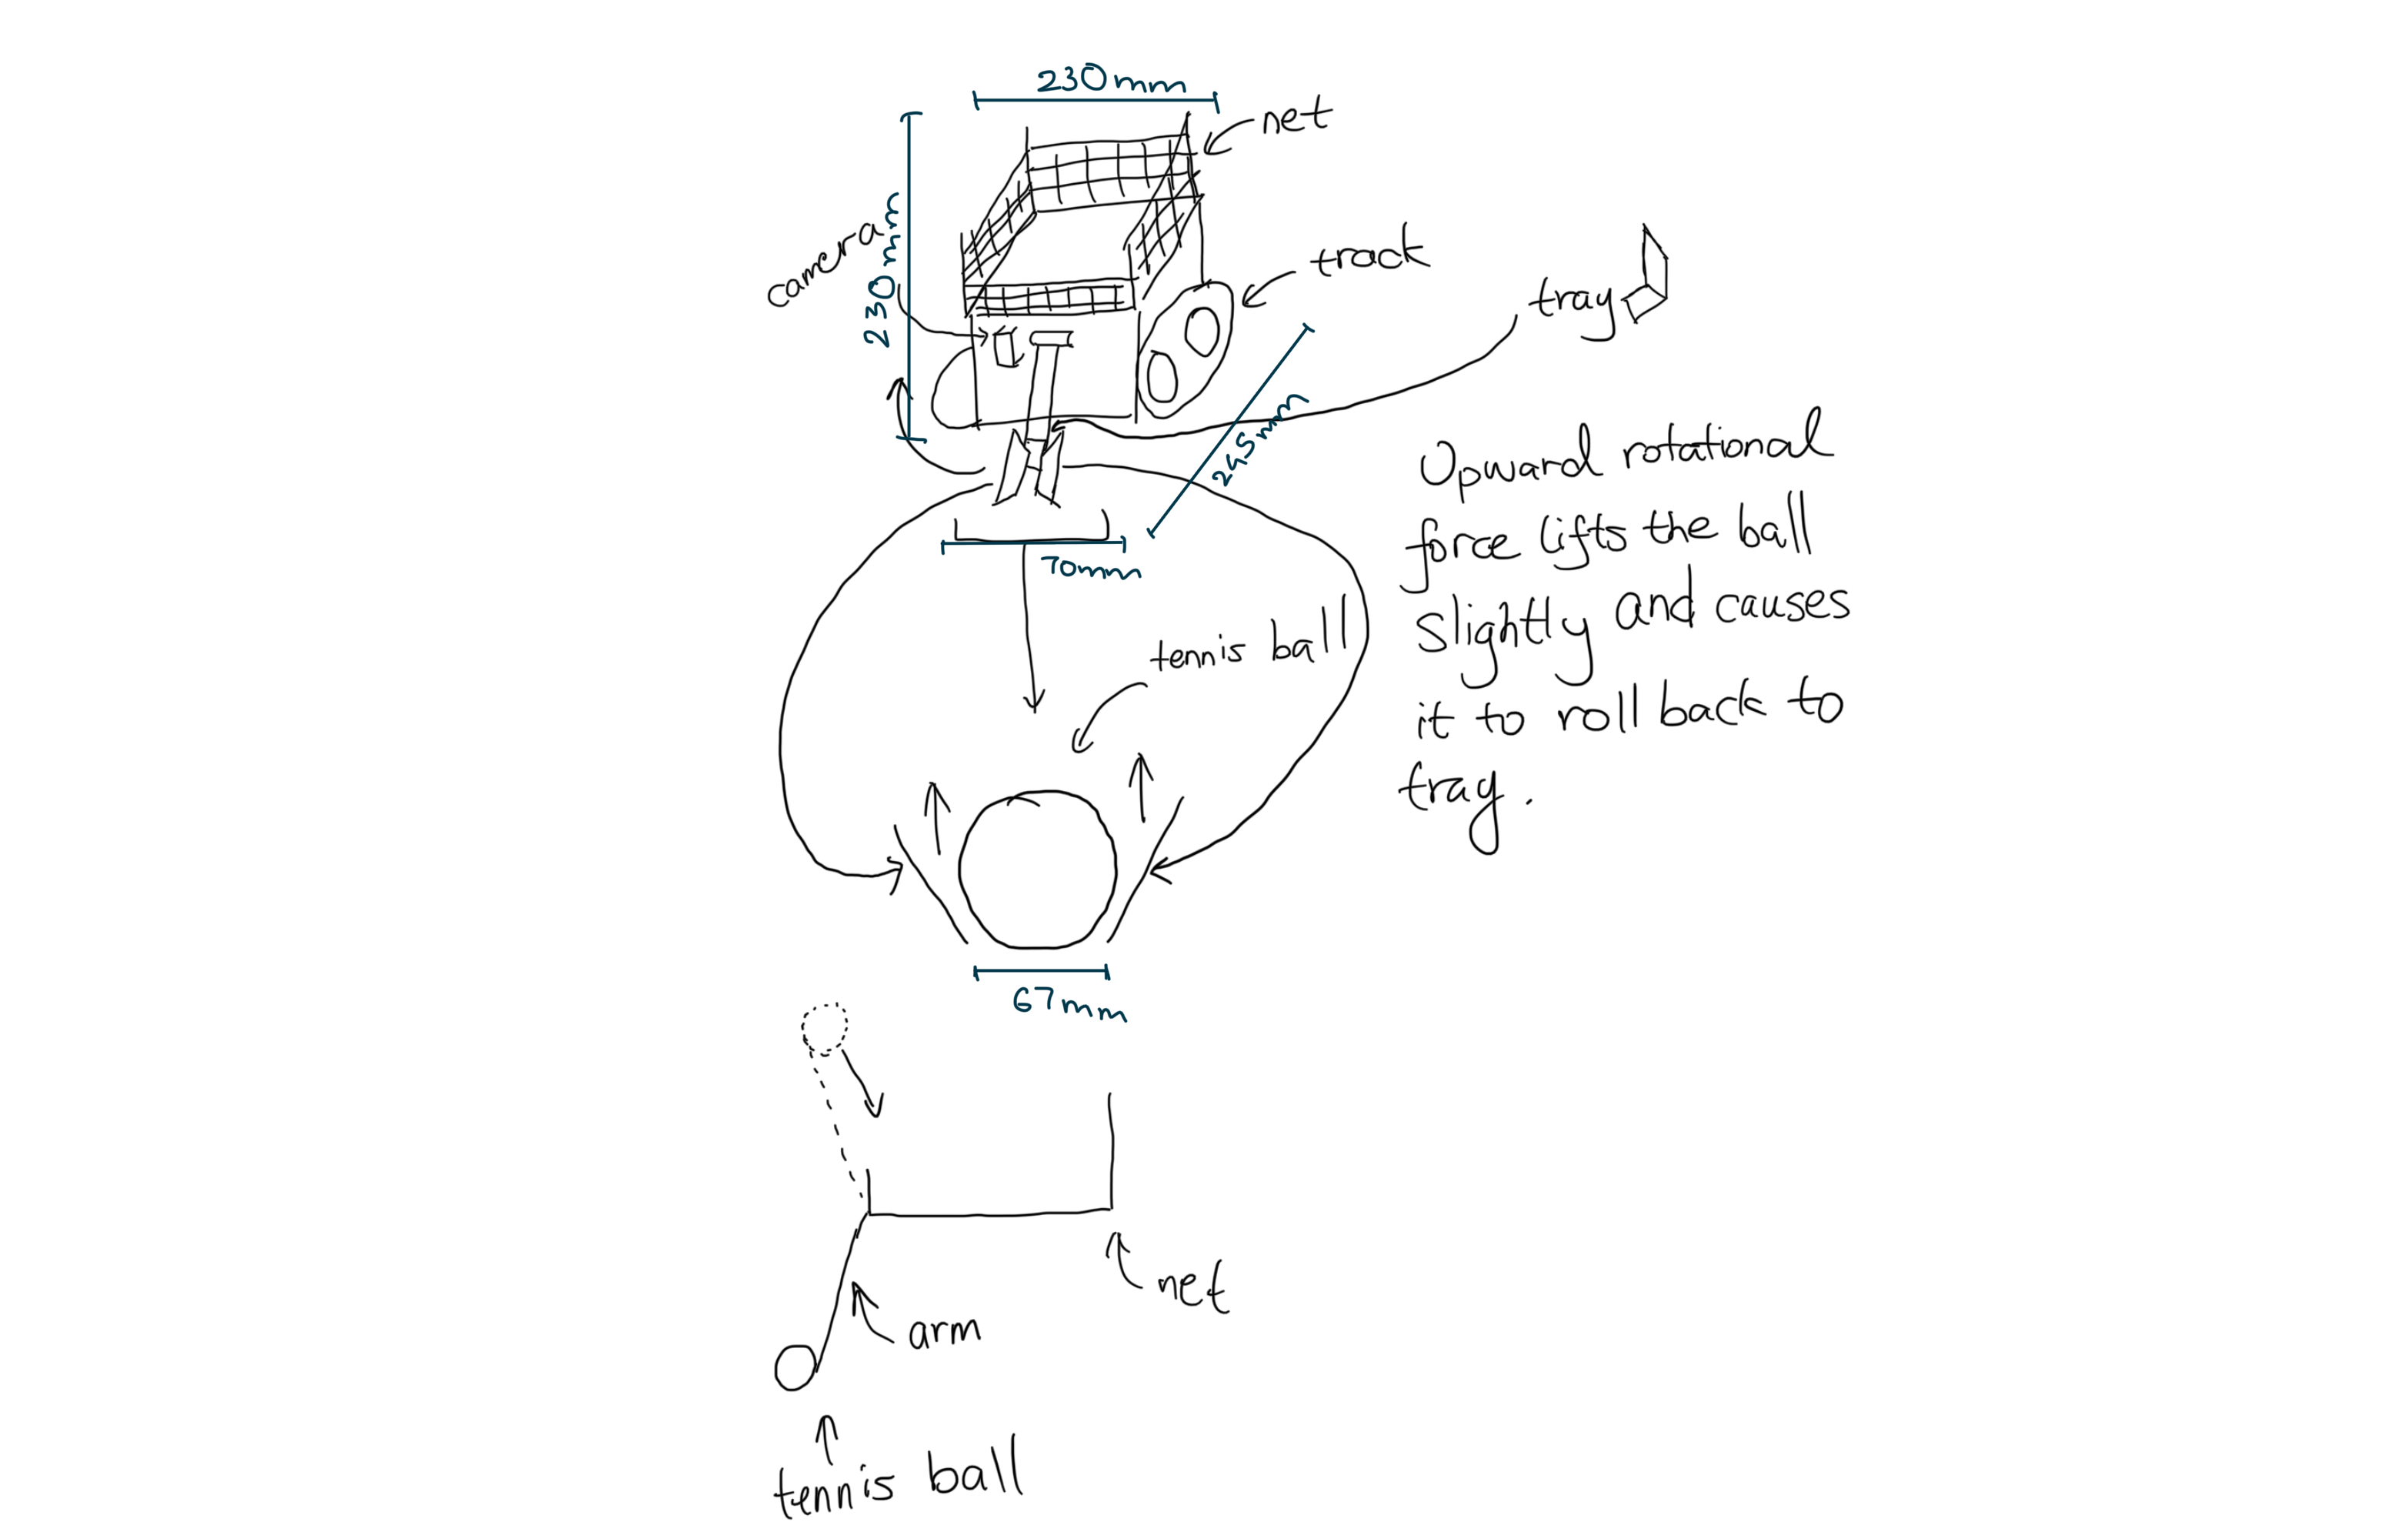 230mm
net
camera
230mm
track
tray
245mm
70mm
Upward rotational
force lifts the ball
slightly and causes
it to roll back to
tray.
tennis ball
67mm
net
arm
tennis ball